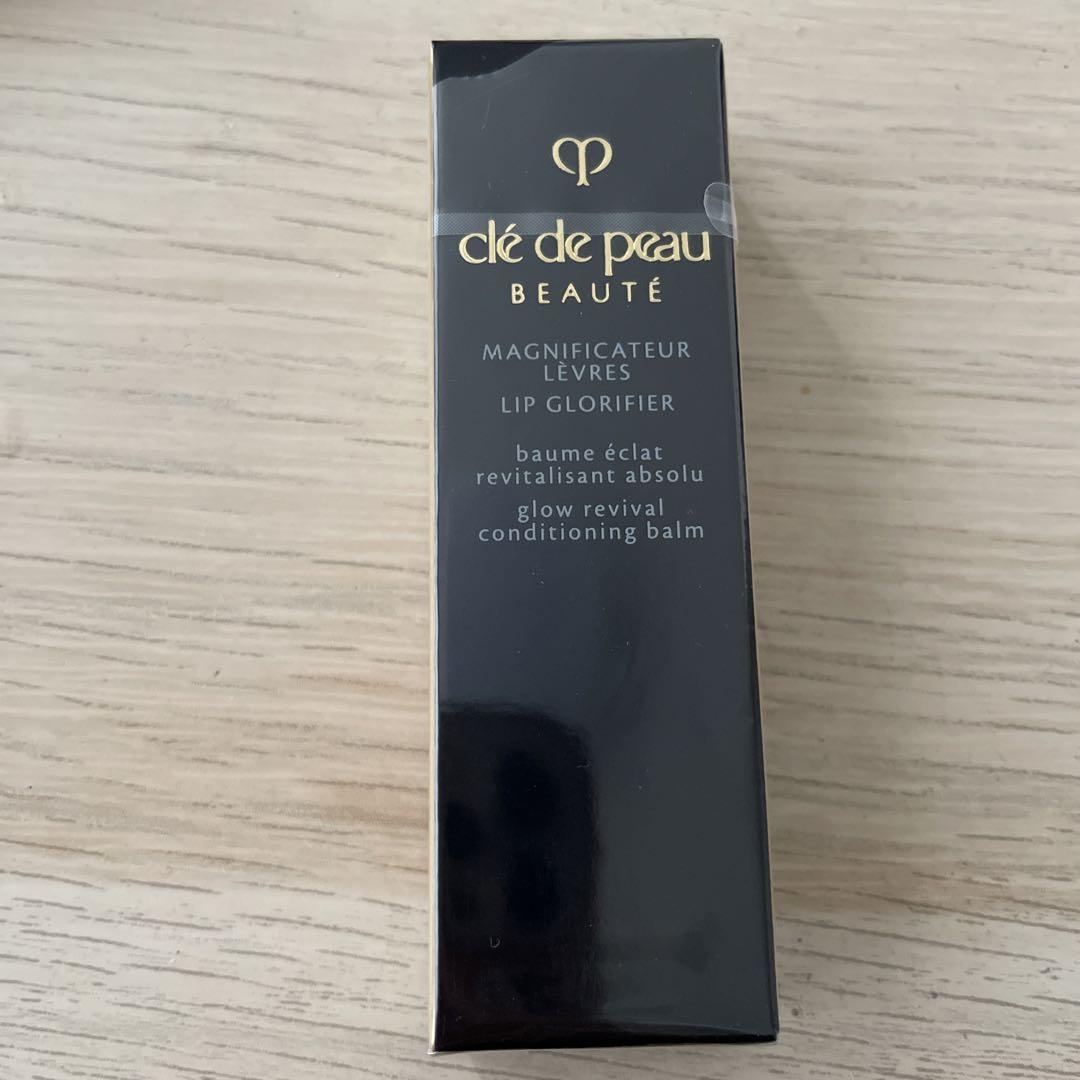 clé de peau
BEAUTÉ
MAGNIFICATEUR
LÈVRES
LIP GLORIFIER
baume éclat
revitalisant absolu
glow revival
conditioning balm